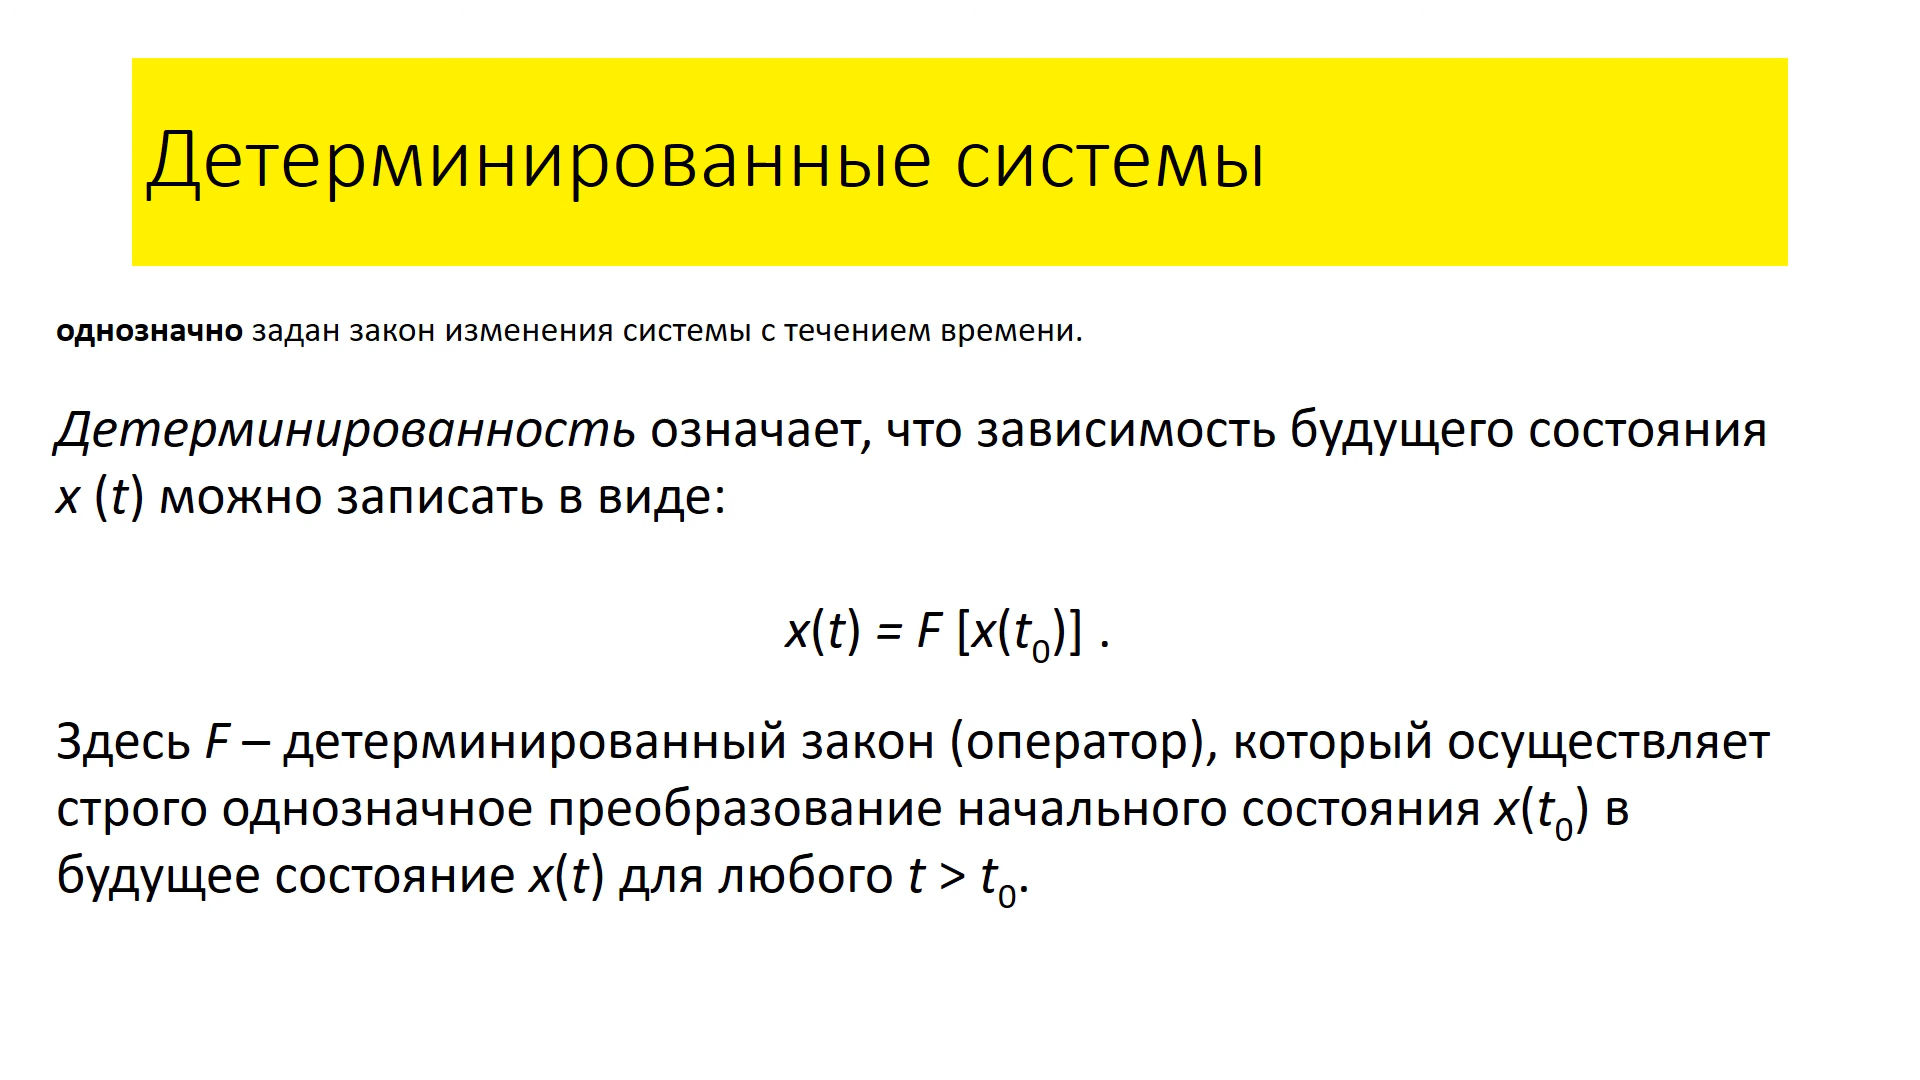 Детерминированные системы
однозначно задан закон изменения системы с течением времени.
Детерминированность означает, что зависимость будущего состояния
x (t) можно записать в виде:
x(t) = F [x(t₀)] .
Здесь F – детерминированный закон (оператор), который осуществляет
строго однозначное преобразование начального состояния x(t₀) в
будущее состояние x(t) для любого t > t₀.